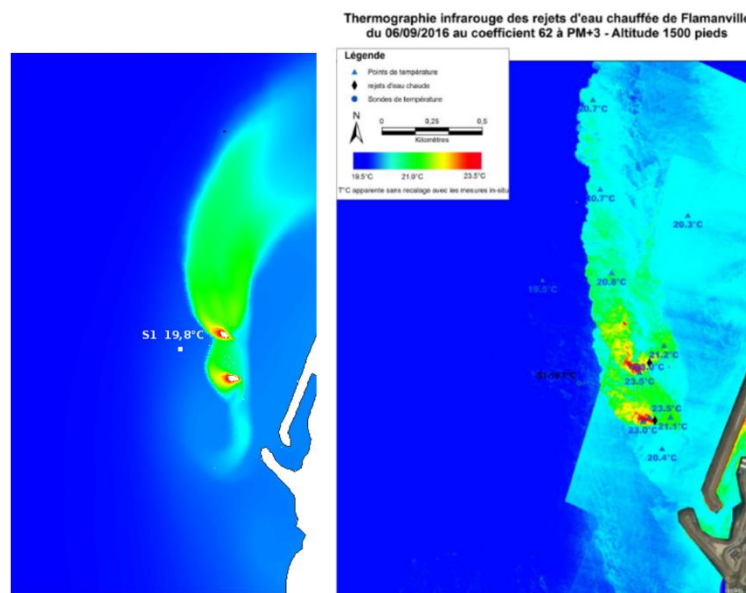 Thermographie infrarouge des rejets d'eau chauffée de Flamanville
du 06/09/2016 au coefficient 62 à PM+3 - Altitude 1500 pieds
Légende
Points de température
rejets d'eau chaude
Sondes de température
N
0 0,25 0,5
Kilomètres
19.5°C 21.0°C 23.5°C
T°C apparente sans recalage avec les mesures in-situ
S1 19,8°C
20.7°C
20.7°C
20.3°C
20.8°C
19.5°C
21.2°C
23.5°C
23.5°C
23.0°C 21.1°C
20.4°C